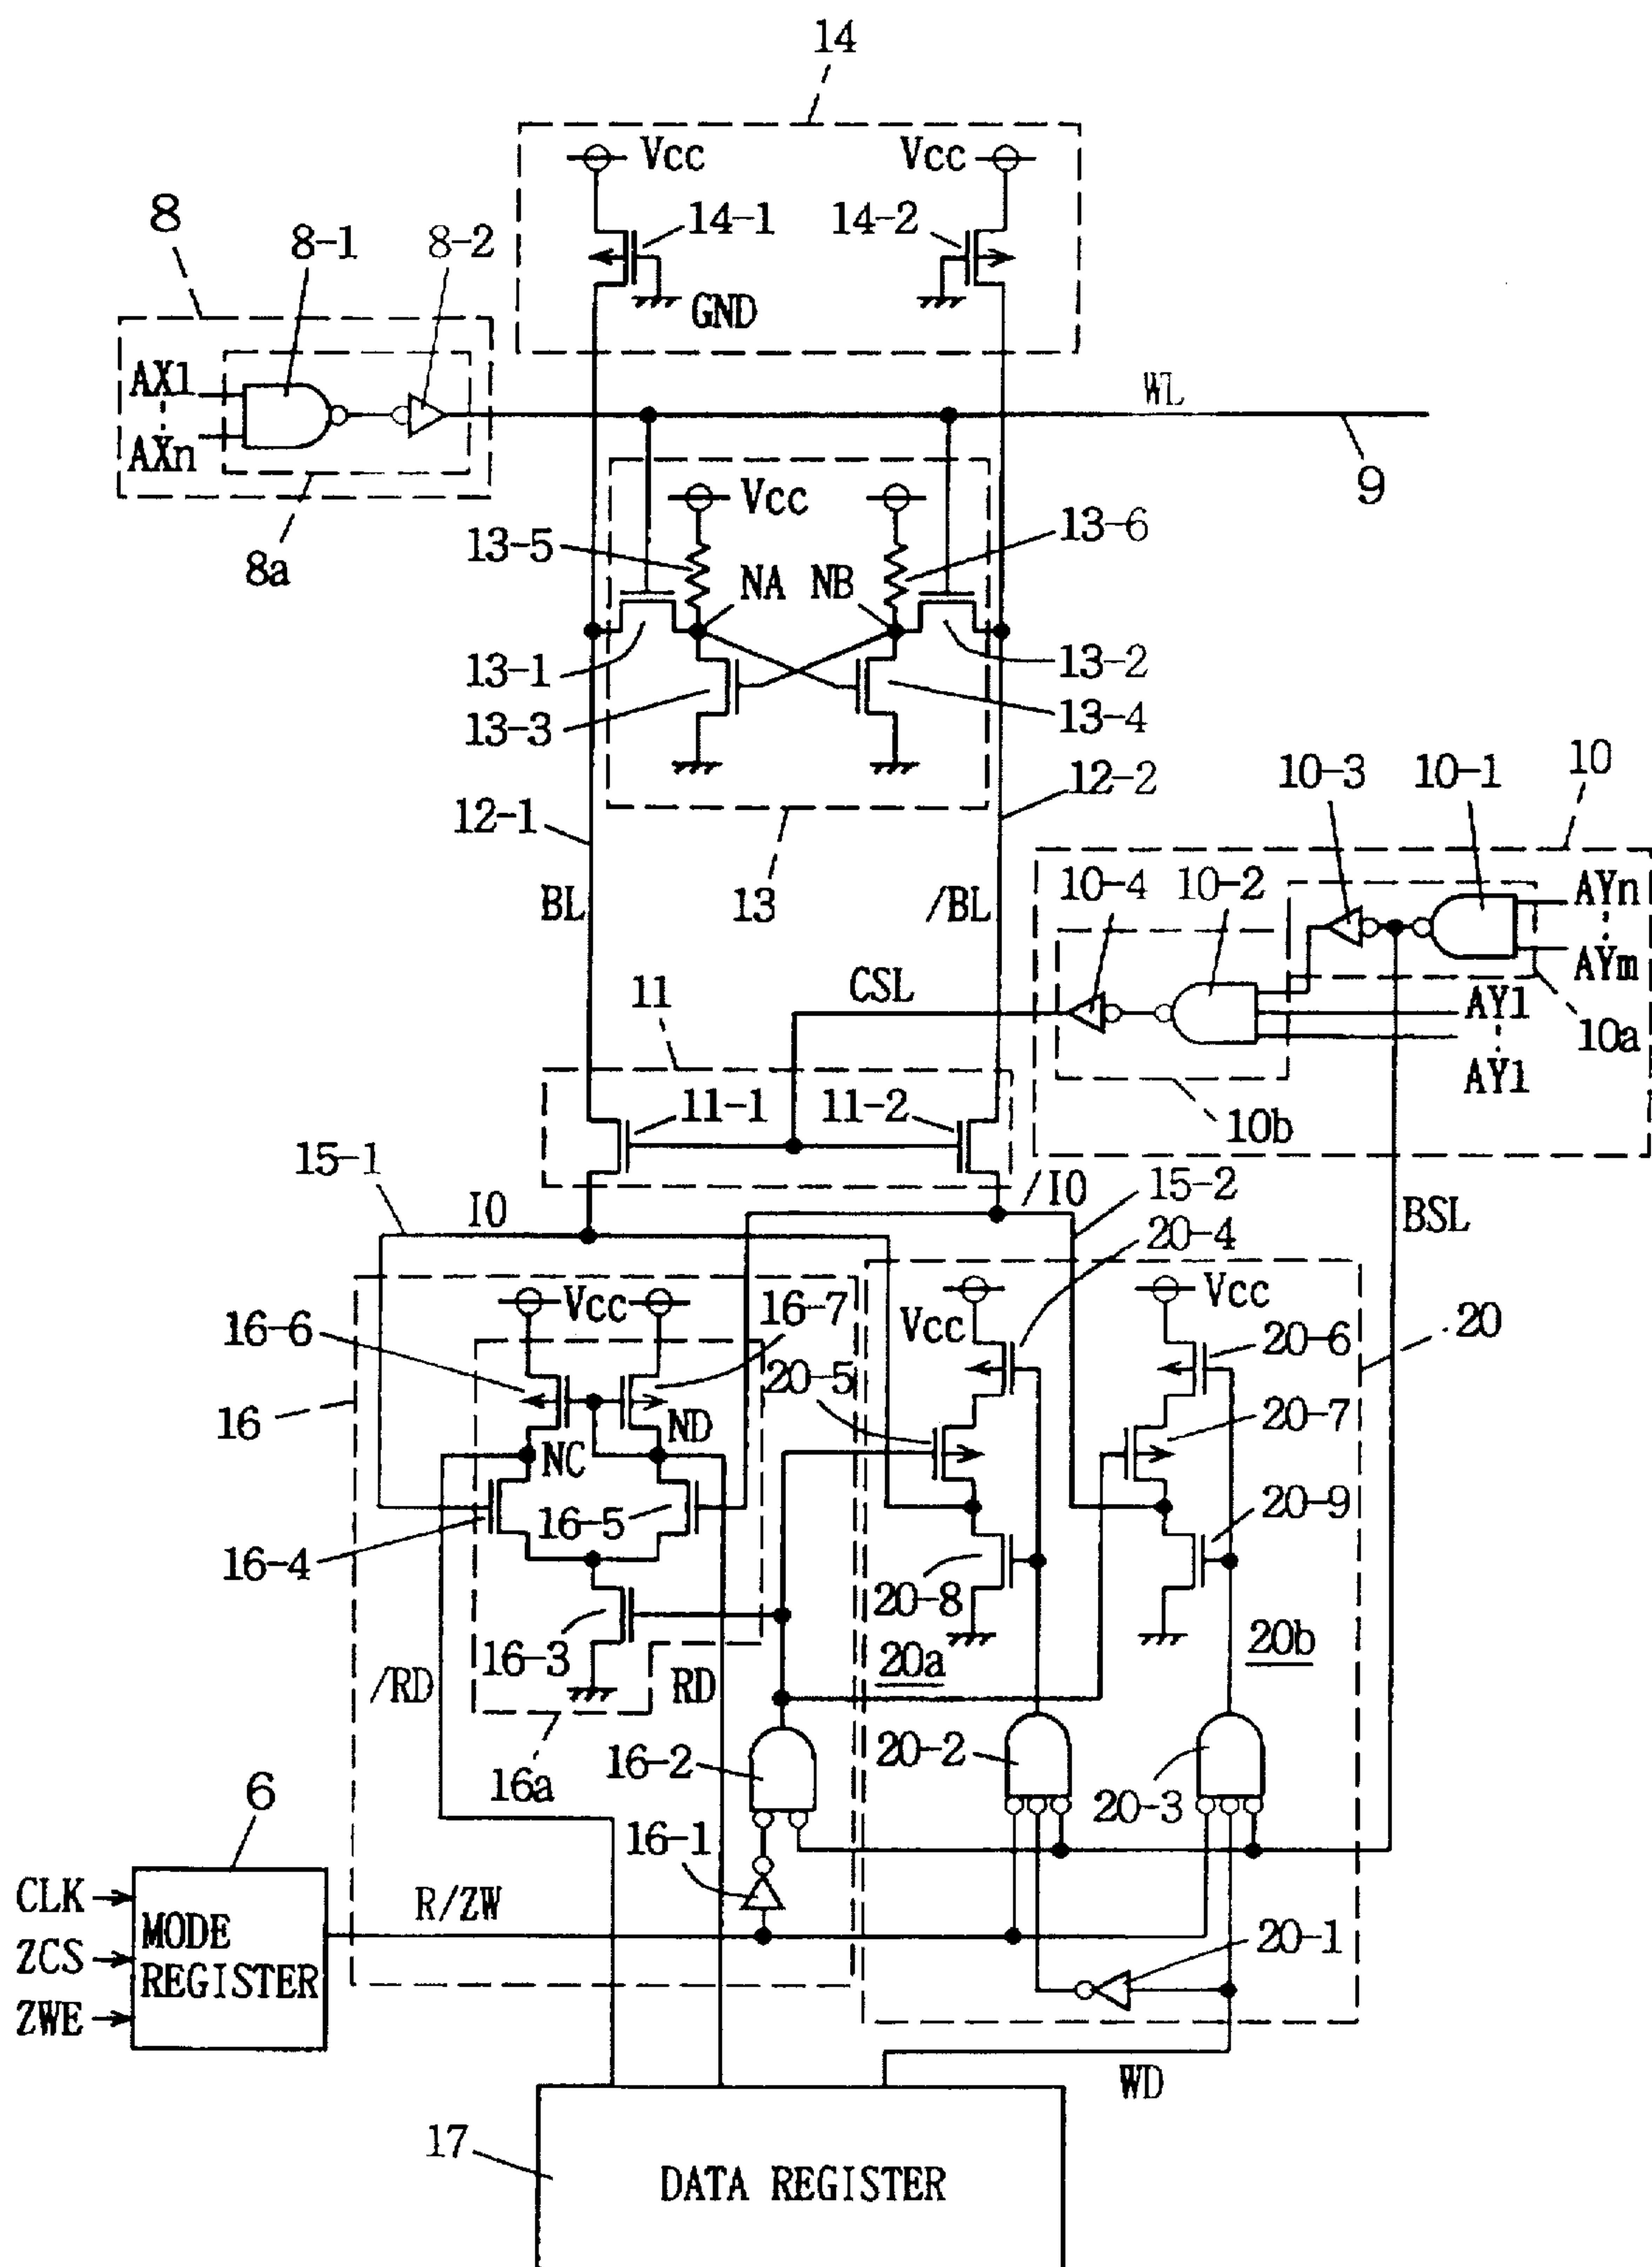 14
Vcc
Vcc
14-1
14-2
GND
8
8-1
8-2
AX1
AXn
8a
WL
9
Vcc
13-5
13-6
NA
NB
13-1
13-2
13-3
13-4
12-1
12-2
13
BL
/BL
10-3
10-1
10
10-4
10-2
AYn
AYm
AY1
AY1
10a
10b
CSL
11
11-1
11-2
15-1
IO
/IO
15-2
BSL
20-4
Vcc
16-7
Vcc
Vcc
16-6
20-6
20
16
20-5
ND
20-7
NC
16-5
20-9
16-4
20-8
16-3
20a
20b
/RD
RD
16a
16-2
20-2
20-3
16-1
6
CLK
ZCS
ZWE
MODE
REGISTER
R/ZW
20-1
WD
17
DATA REGISTER